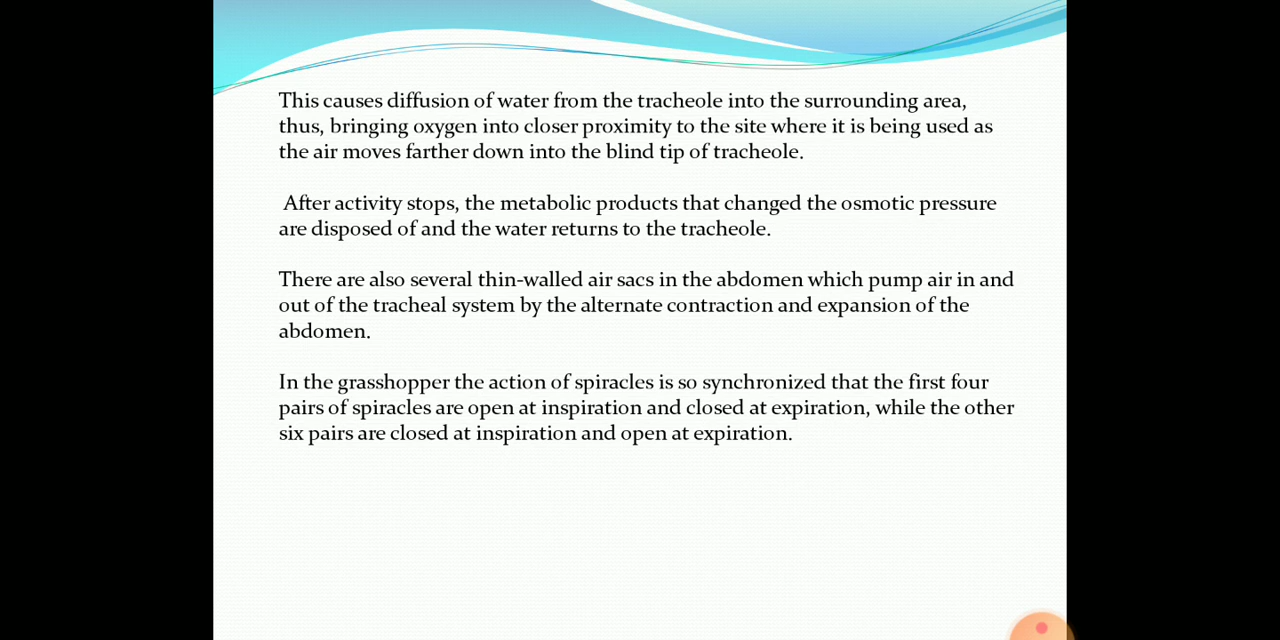 This causes diffusion of water from the tracheole into the surrounding area,
thus, bringing oxygen into closer proximity to the site where it is being used as
the air moves farther down into the blind tip of tracheole.
After activity stops, the metabolic products that changed the osmotic pressure
are disposed of and the water returns to the tracheole.
There are also several thin-walled air sacs in the abdomen which pump air in and
out of the tracheal system by the alternate contraction and expansion of the
abdomen.
In the grasshopper the action of spiracles is so synchronized that the first four
pairs of spiracles are open at inspiration and closed at expiration, while the other
six pairs are closed at inspiration and open at expiration.